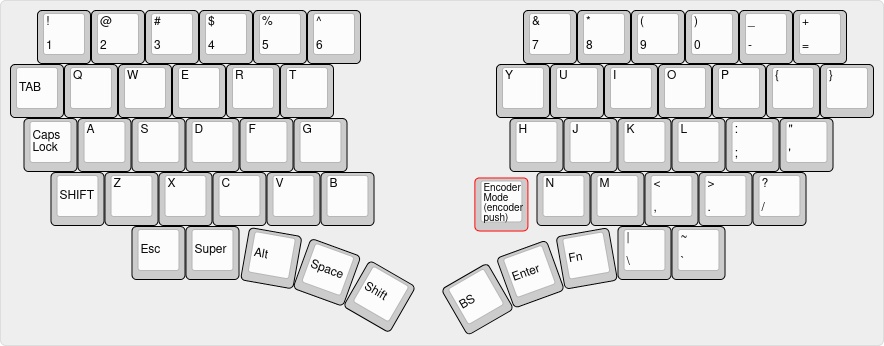 ! @ # $ % ^ & * ( ) _ +
1 2 3 4 5 6 7 8 9 0 - =
TAB Q W E R T Y U I O P { }
Caps
Lock A S D F G H J K L : "
; '
SHIFT Z X C V B Encoder
Mode
(encoder
push) N M < > ?
, . /
Esc Super Alt Space Shift BS Enter Fn | ~
\ `